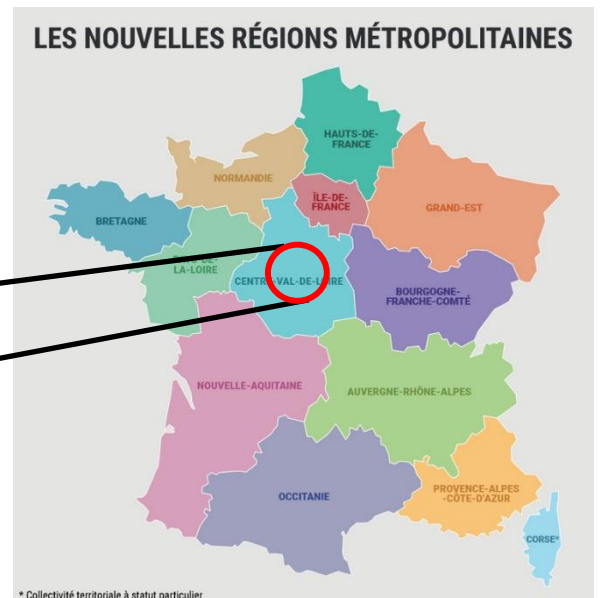 LES NOUVELLES RÉGIONS MÉTROPOLITAINES
HAUTS-DE-
FRANCE
NORMANDIE
ÎLE-DE-
FRANCE
GRAND-EST
BRETAGNE
LA-LOIRE
CENTRE-VAL-DE-LOIRE
BOURGOGNE-
FRANCHE-COMTÉ
NOUVELLE-AQUITAINE
AUVERGNE-RHÔNE-ALPES
OCCITANIE
PROVENCE-ALPES
-CÔTE-D'AZUR
CORSE*
* Collectivité territoriale à statut particulier